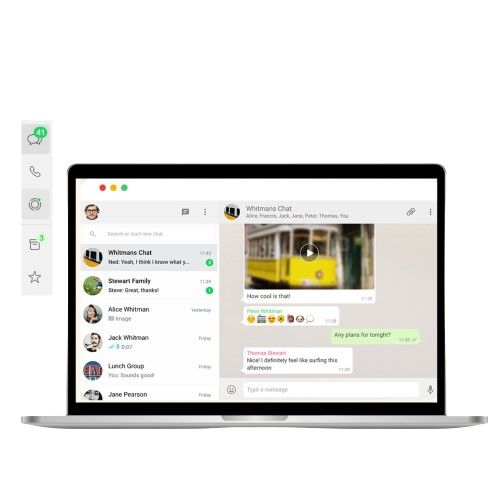 41
3
Whitmans Chat
Alice, Francis, Jack, Jane, Peter, Thomas, You
Search or start new chat
Whitmans Chat
11:43
Ned: Yeah, I think I know what y...
Stewart Family
11:39
Steve: Great, thanks!
1
Alice Whitman
Yesterday
Image
Jack Whitman
Friday
0:07
Lunch Group
Friday
You: Sounds good!
Jane Pearson
Friday
How cool is that!
11:38
Peter Whitman
11:38
Any plans for tonight?
11:39
Thomas Stewart
Nice! I definitely feel like surfing this
afternoon
11:39
Type a message